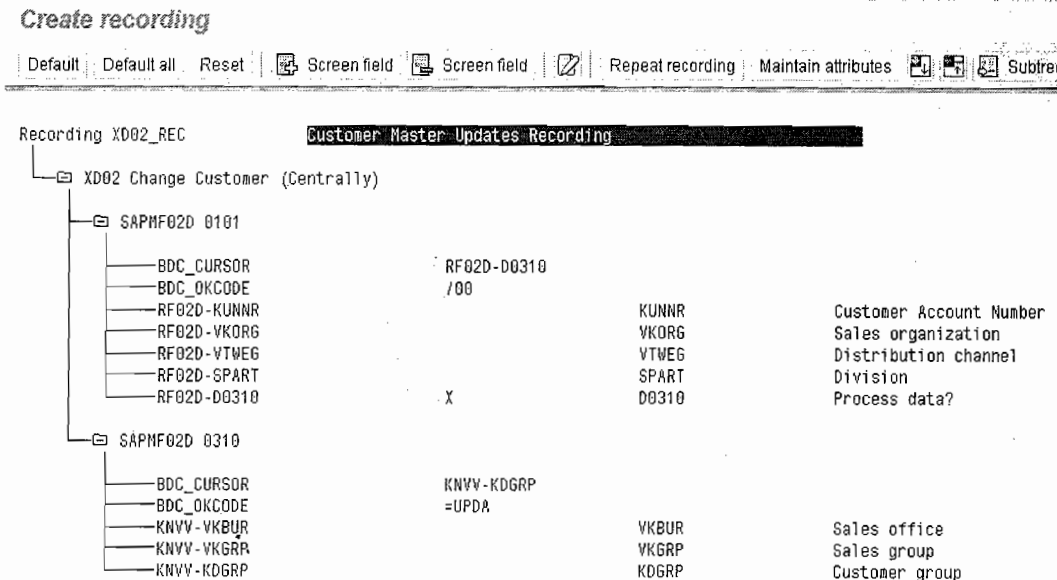 Create recording
Default Default all Reset Screen field Screen field Repeat recording Maintain attributes Subtre
Recording XD02_REC Customer Master Updates Recording
XD02 Change Customer (Centrally)
SAPMF02D 0101
BDC_CURSOR RF02D-D0310
BDC_OKCODE /00
RF02D-KUNNR KUNNR Customer Account Number
RF02D-VKORG VKORG Sales organization
RF02D-VTWEG VTWEG Distribution channel
RF02D-SPART SPART Division
RF02D-D0310 X D0310 Process data?
SAPMF02D 0310
BDC_CURSOR KNVV-KDGRP
BDC_OKCODE =UPDA
KNVV-VKBUR VKBUR Sales office
KNVV-VKGRP VKGRP Sales group
KNVV-KDGRP KDGRP Customer group